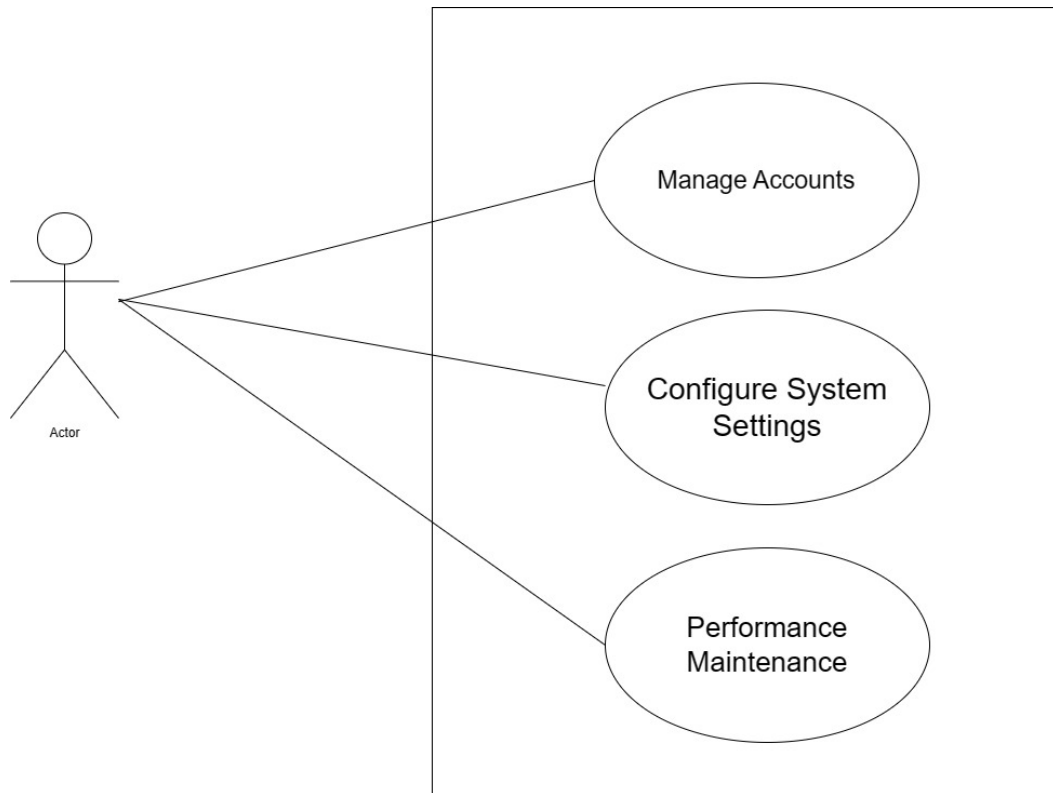 Manage Accounts
Actor
Configure System
Settings
Performance
Maintenance